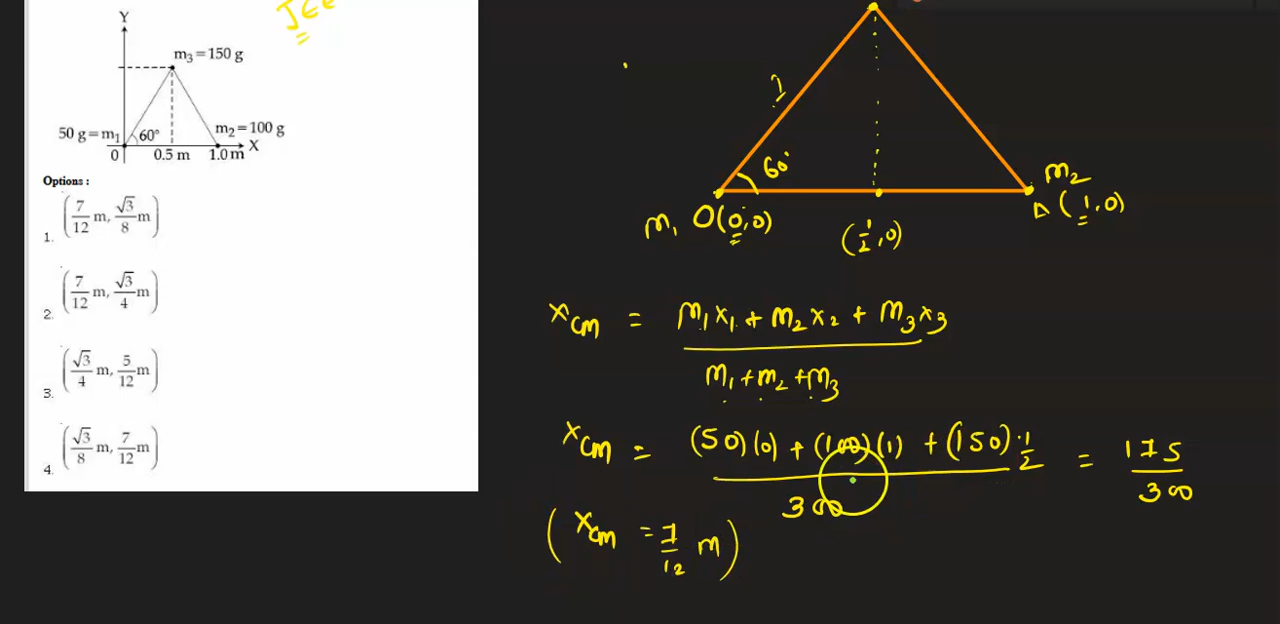 JEE
Y
m₃=150 g
50 g=m₁
60°
m₂=100 g
0
0.5 m
1.0 m
X
Options :
1. (7/12 m, √3/8 m)
2. (7/12 m, √3/4 m)
3. (√3/4 m, 5/12 m)
4. (√3/8 m, 7/12 m)
1
60°
m₂
A (1,0)
m₁ O(0,0)
(1/2,0)
xcm = m₁x₁ + m₂x₂ + m₃x₃ / m₁+m₂+m₃
xcm = (50)(0) + (100)(1) + (150)·1/2 / 300 = 175/300
(xcm = 7/12 m)